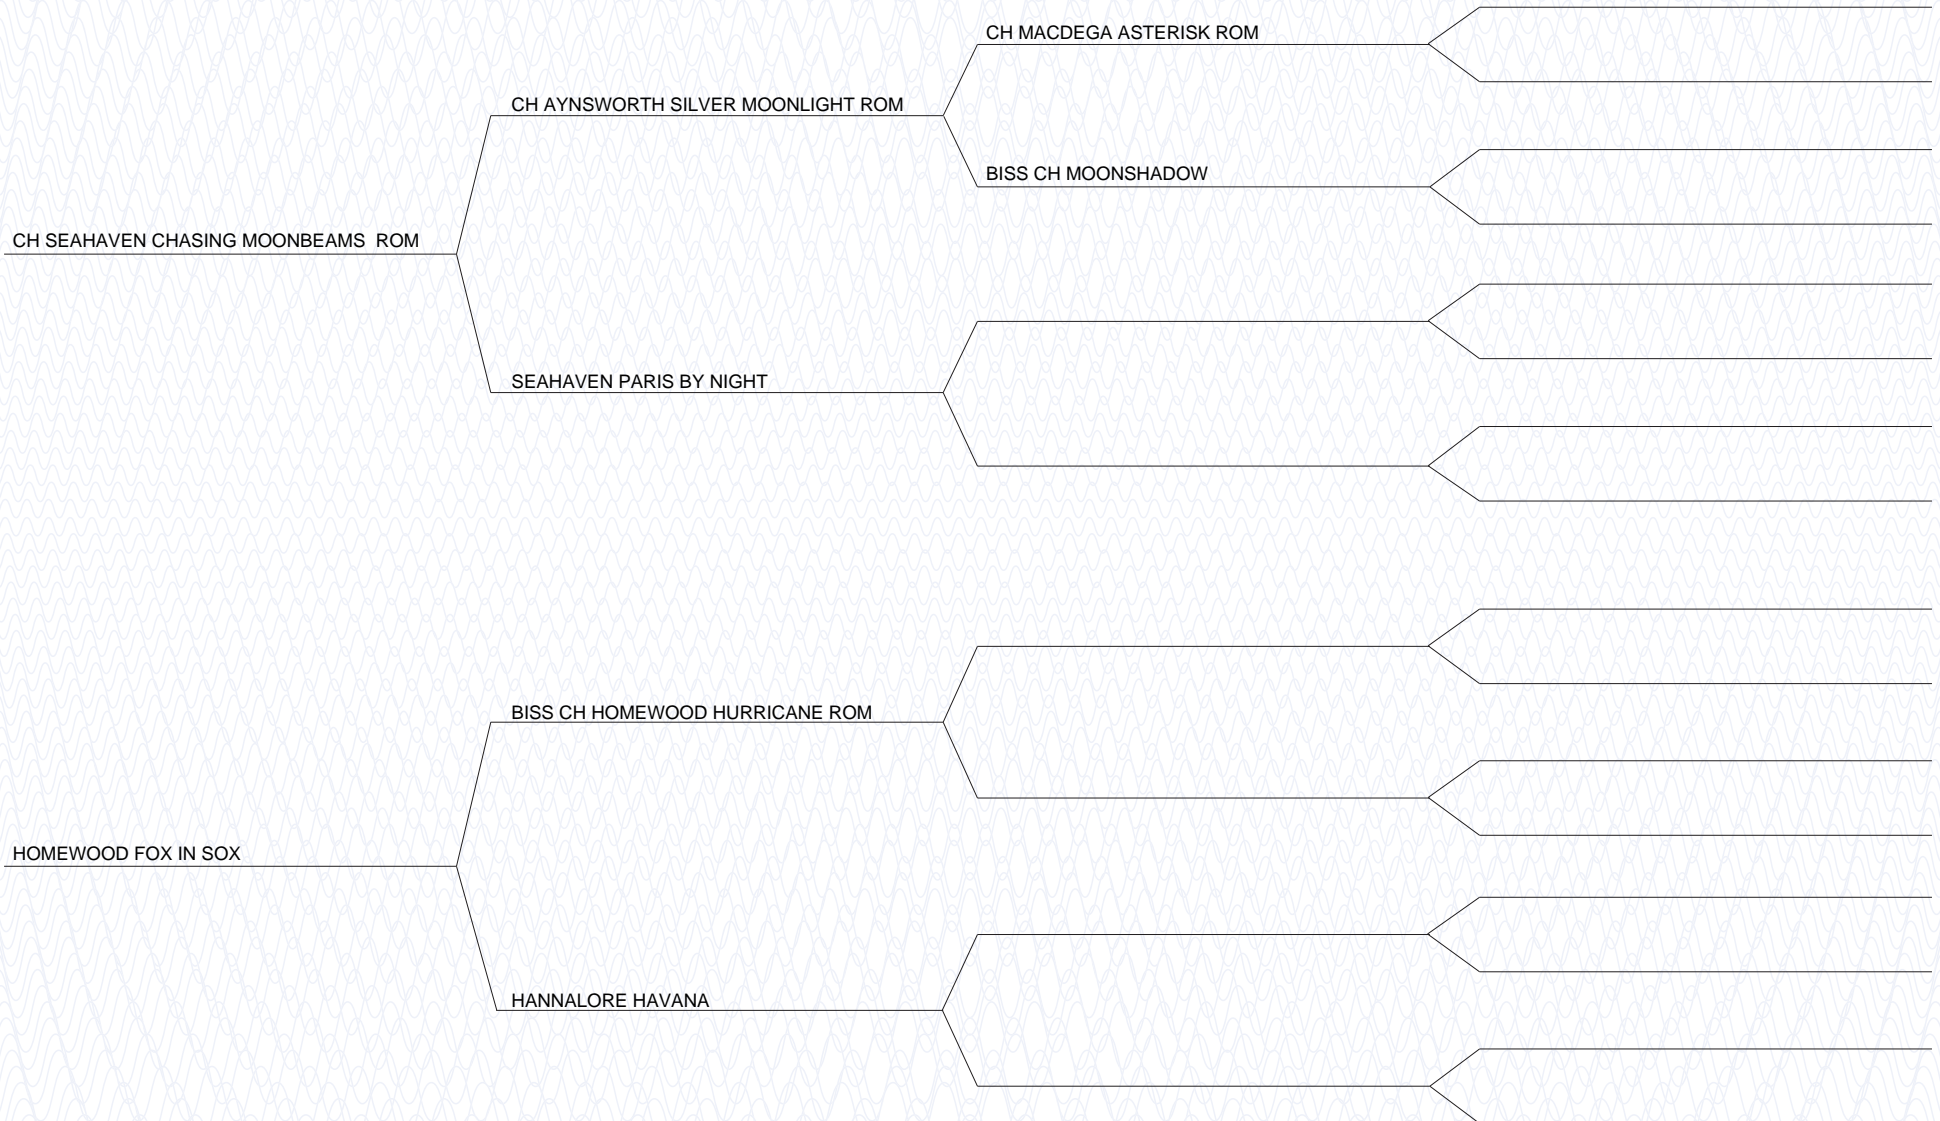 CH MACDEGA ASTERISK ROM
CH AYNSWORTH SILVER MOONLIGHT ROM
BISS CH MOONSHADOW
CH SEAHAVEN CHASING MOONBEAMS  ROM
SEAHAVEN PARIS BY NIGHT
BISS CH HOMEWOOD HURRICANE ROM
HOMEWOOD FOX IN SOX
HANNALORE HAVANA